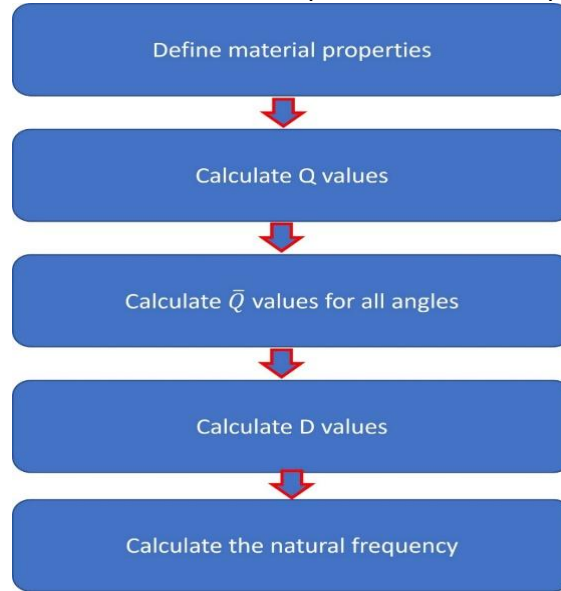 Define material properties
Calculate Q values
Calculate Q̅ values for all angles
Calculate D values
Calculate the natural frequency